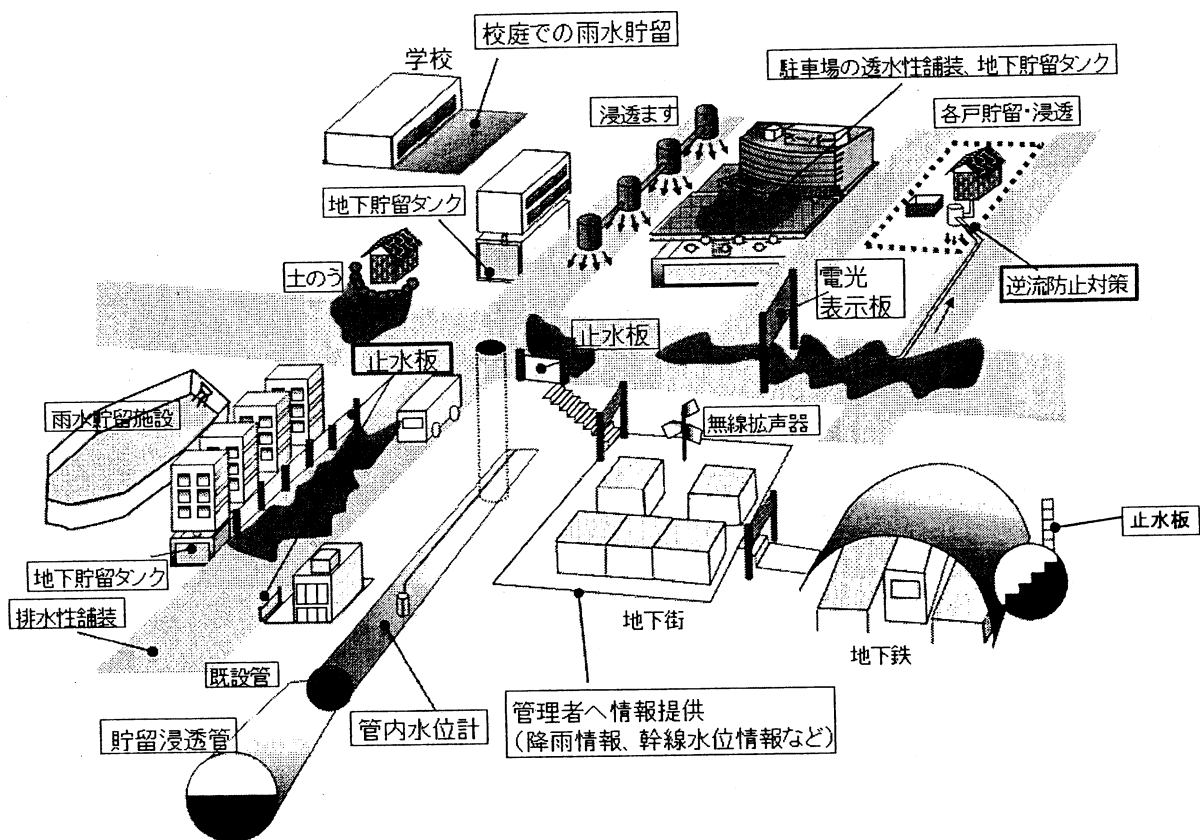 校庭での雨水貯留
学校
駐車場の透水性舗装、地下貯留タンク
浸透ます
各戸貯留・浸透
スーパー
地下貯留タンク
土のう
電光
表示板
逆流防止対策
止水板
止水板
雨水貯留施設
無線拡声器
止水板
地下貯留タンク
排水性舗装
地下街
地下鉄
既設管
貯留浸透管
管内水位計
管理者へ情報提供
(降雨情報、幹線水位情報など)